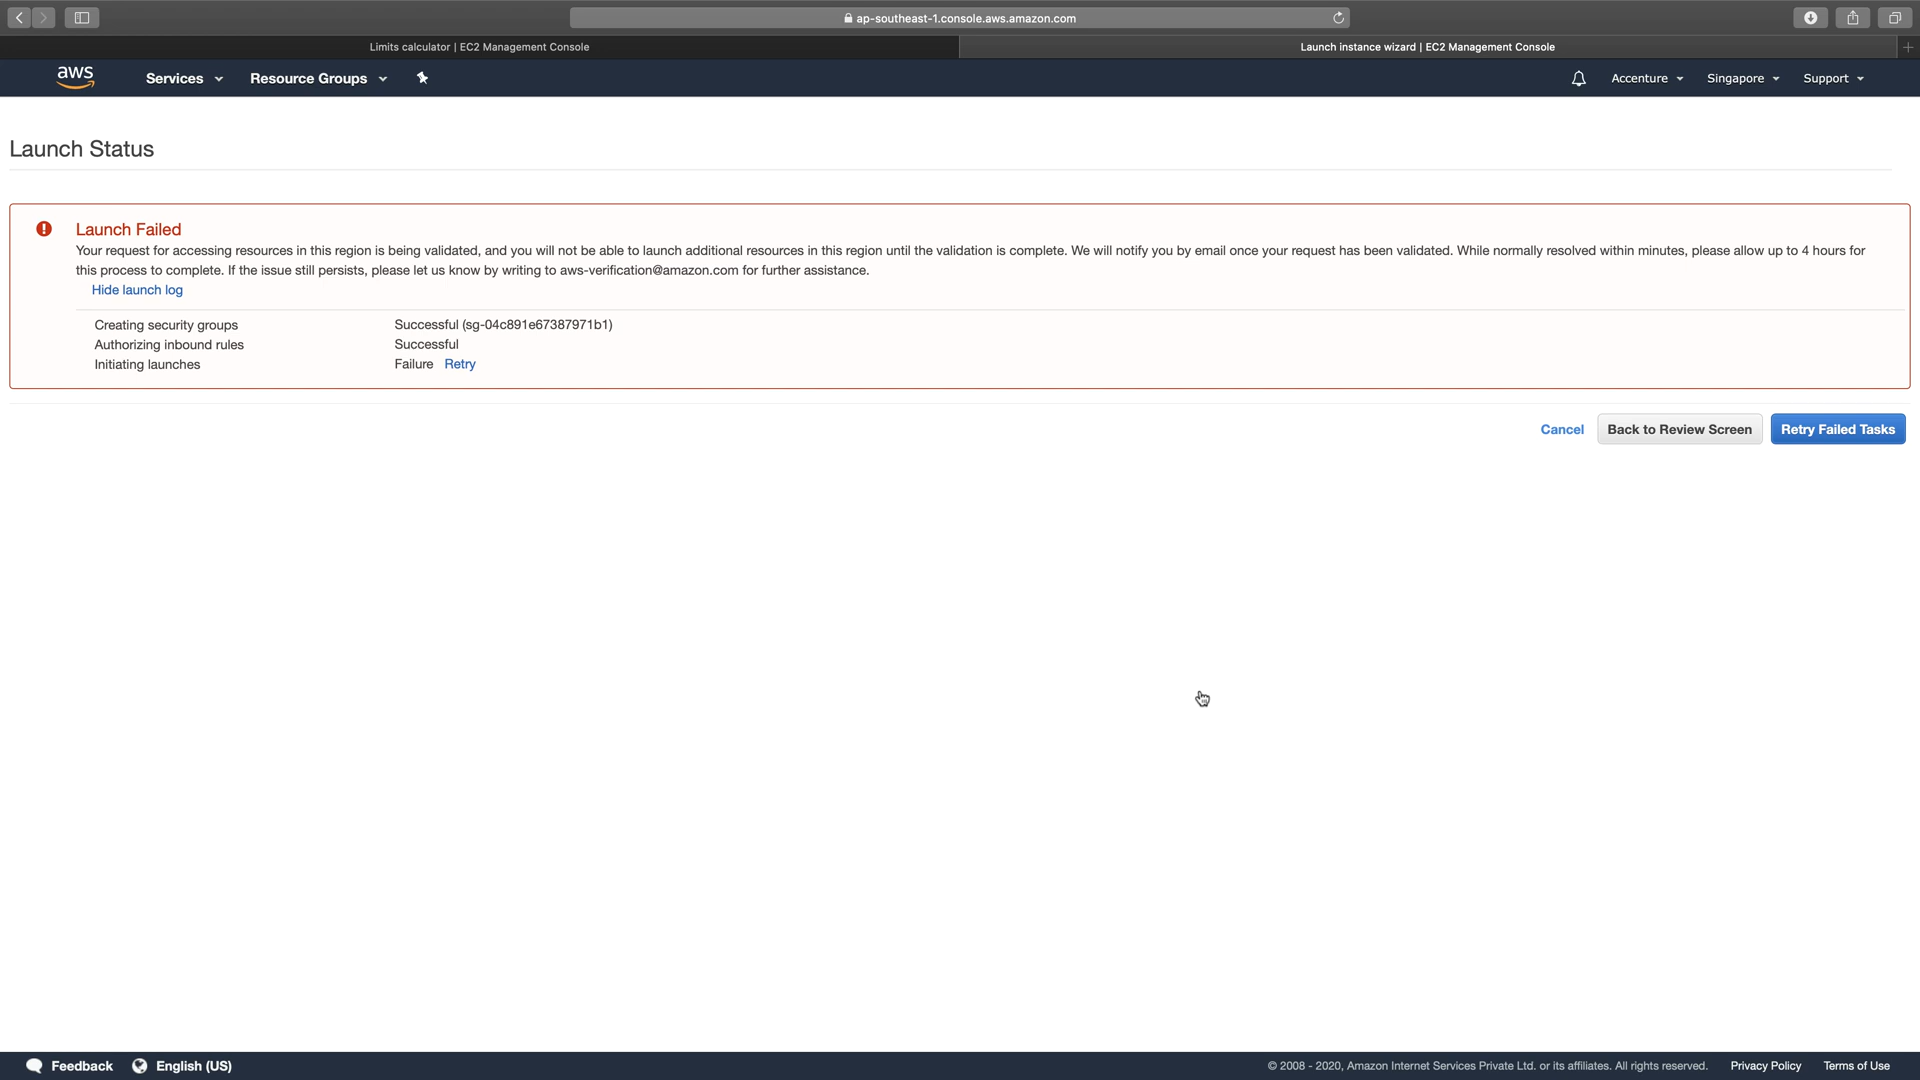 ap-southeast-1.console.aws.amazon.com
Limits calculator | EC2 Management Console
Launch instance wizard | EC2 Management Console
aws
Services
Resource Groups
Accenture
Singapore
Support
Launch Status
Launch Failed
Your request for accessing resources in this region is being validated, and you will not be able to launch additional resources in this region until the validation is complete. We will notify you by email once your request has been validated. While normally resolved within minutes, please allow up to 4 hours for
this process to complete. If the issue still persists, please let us know by writing to aws-verification@amazon.com for further assistance.
Hide launch log
Creating security groups Successful (sg-04c891e67387971b1)
Authorizing inbound rules Successful
Initiating launches Failure Retry
Cancel
Back to Review Screen
Retry Failed Tasks
Feedback
English (US)
© 2008 - 2020, Amazon Internet Services Private Ltd. or its affiliates. All rights reserved.
Privacy Policy
Terms of Use